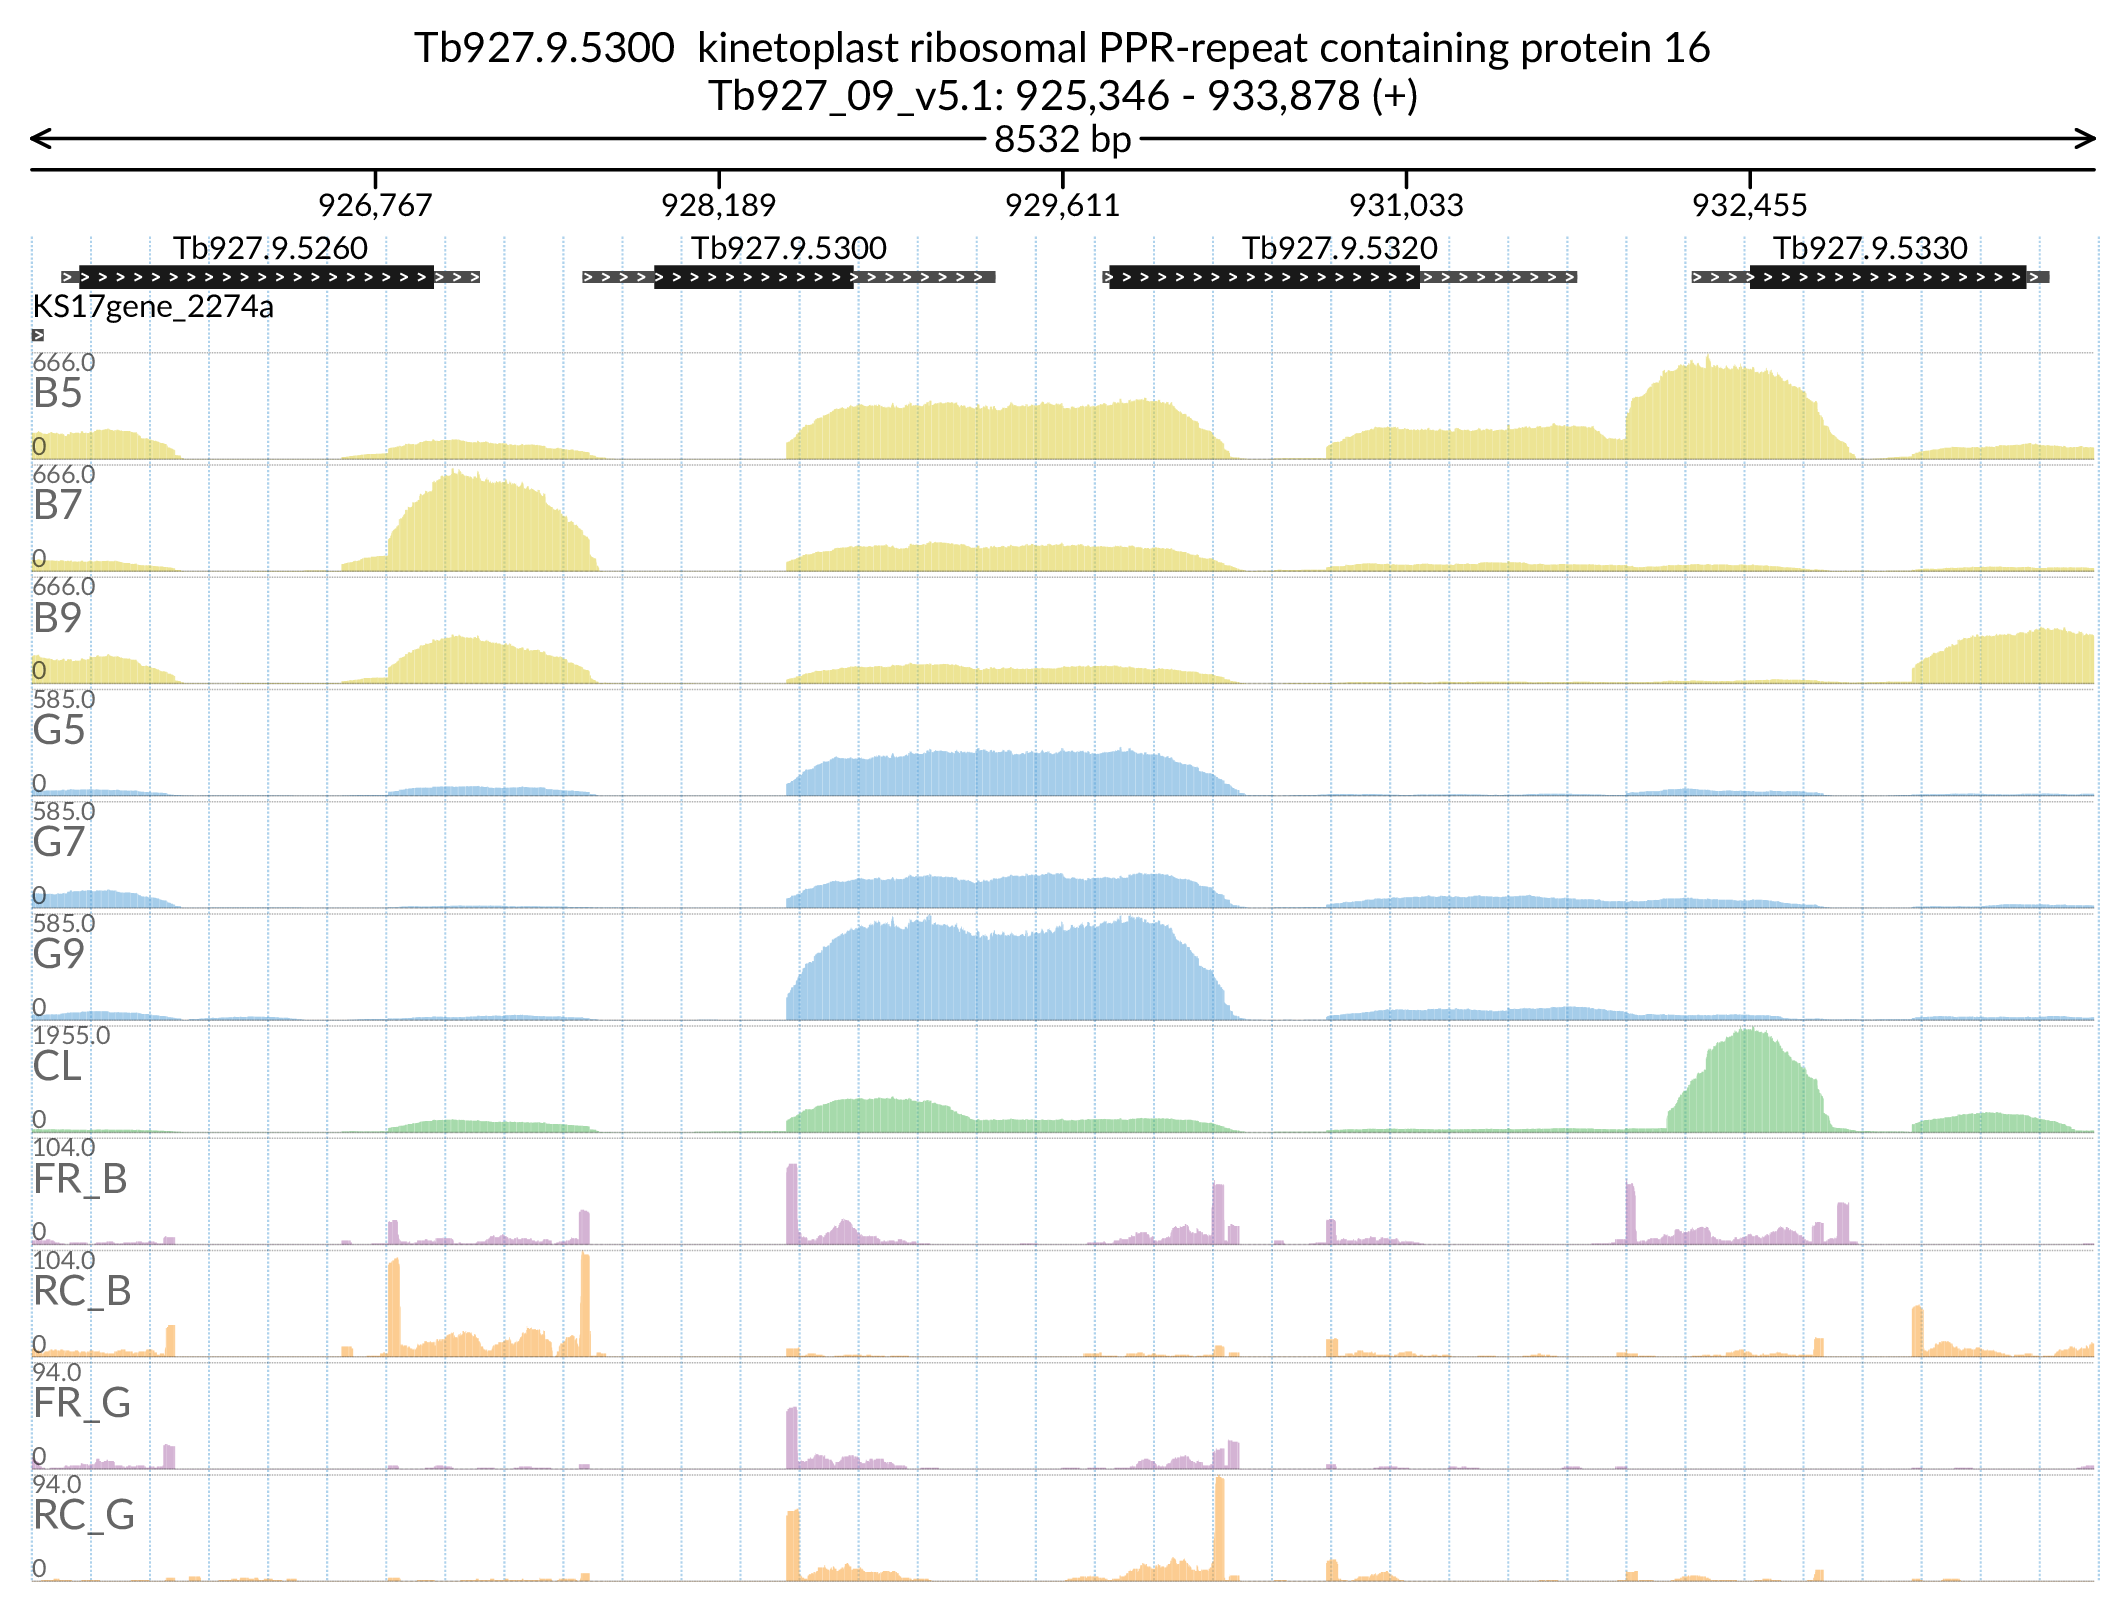 Tb927.9.5300  kinetoplast ribosomal PPR-repeat containing protein 16
Tb927_09_v5.1: 925,346 - 933,878 (+)
8532 bp
926,767 928,189 929,611 931,033 932,455
Tb927.9.5260 Tb927.9.5300 Tb927.9.5320 Tb927.9.5330
KS17gene_2274a
666.0
B5
0
666.0
B7
0
666.0
B9
0
585.0
G5
0
585.0
G7
0
585.0
G9
0
1955.0
CL
0
104.0
FR_B
0
104.0
RC_B
0
94.0
FR_G
0
94.0
RC_G
0